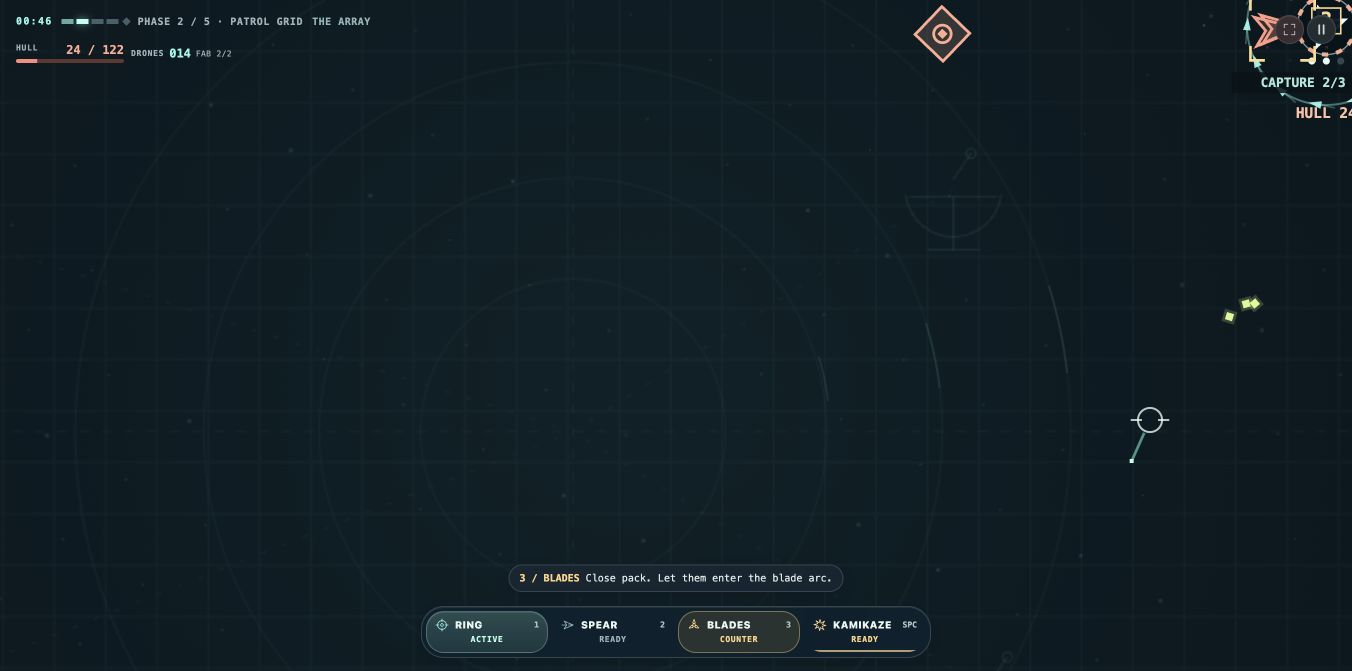 00:46 PHASE 2 / 5 · PATROL GRID THE ARRAY
HULL 24 / 122 DRONES 014 FAB 2/2
CAPTURE 2/3
HULL 24
3 / BLADES Close pack. Let them enter the blade arc.
RING 1 SPEAR 2 BLADES 3 KAMIKAZE SPC
ACTIVE READY COUNTER READY